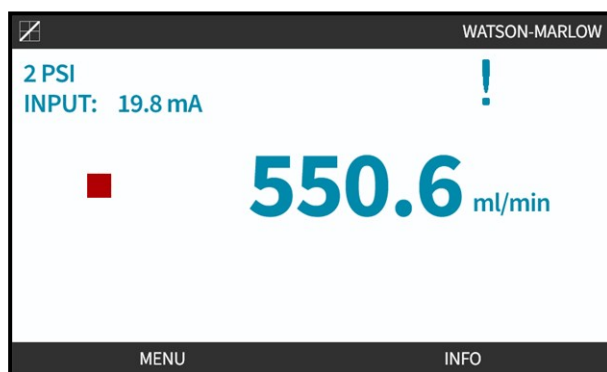 WATSON-MARLOW
2 PSI
INPUT: 19.8 mA
!
550.6 ml/min
MENU INFO